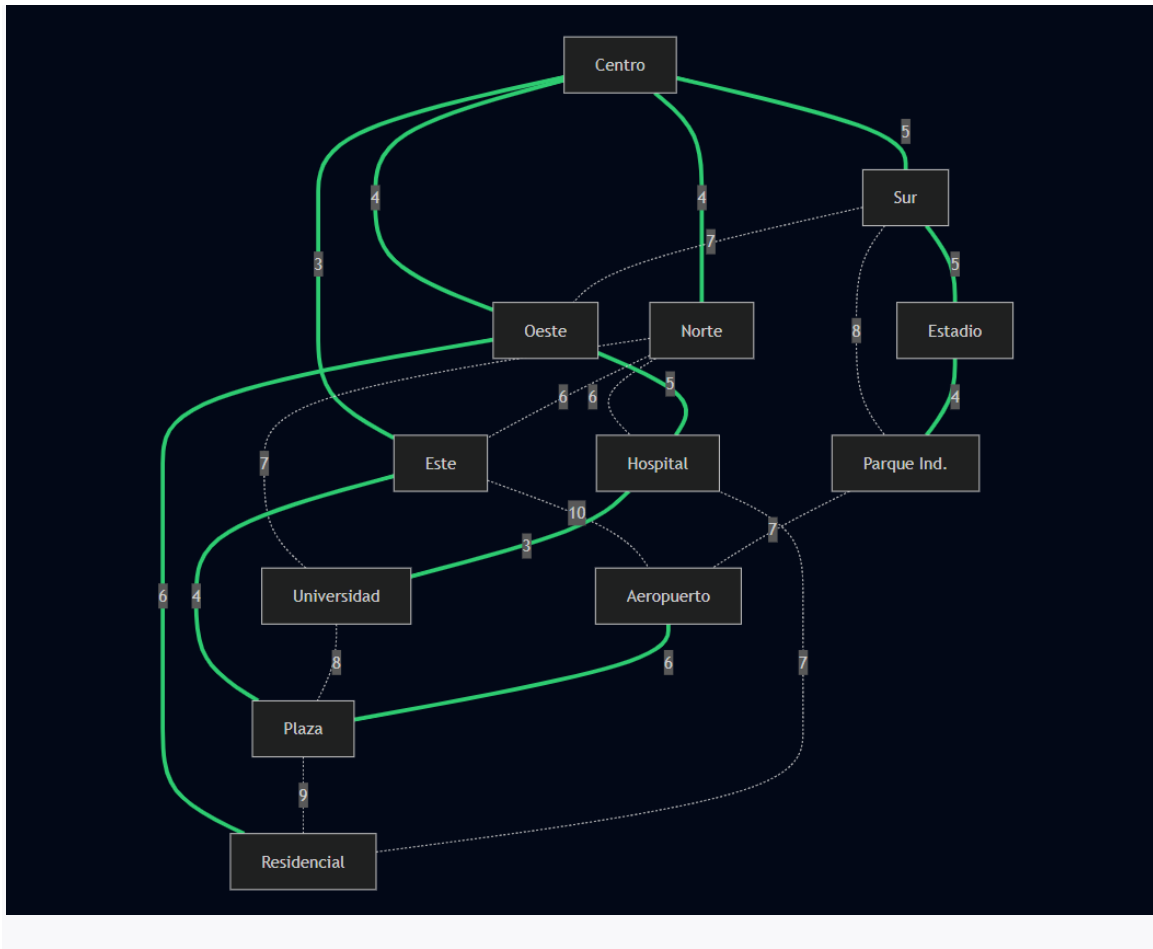 Centro
5
Sur
4
4
7
3
Oeste
Norte
8
5
Estadio
5
6
6
4
Este
Hospital
Parque Ind.
7
10
7
3
6
4
Universidad
Aeropuerto
8
6
7
Plaza
9
Residencial